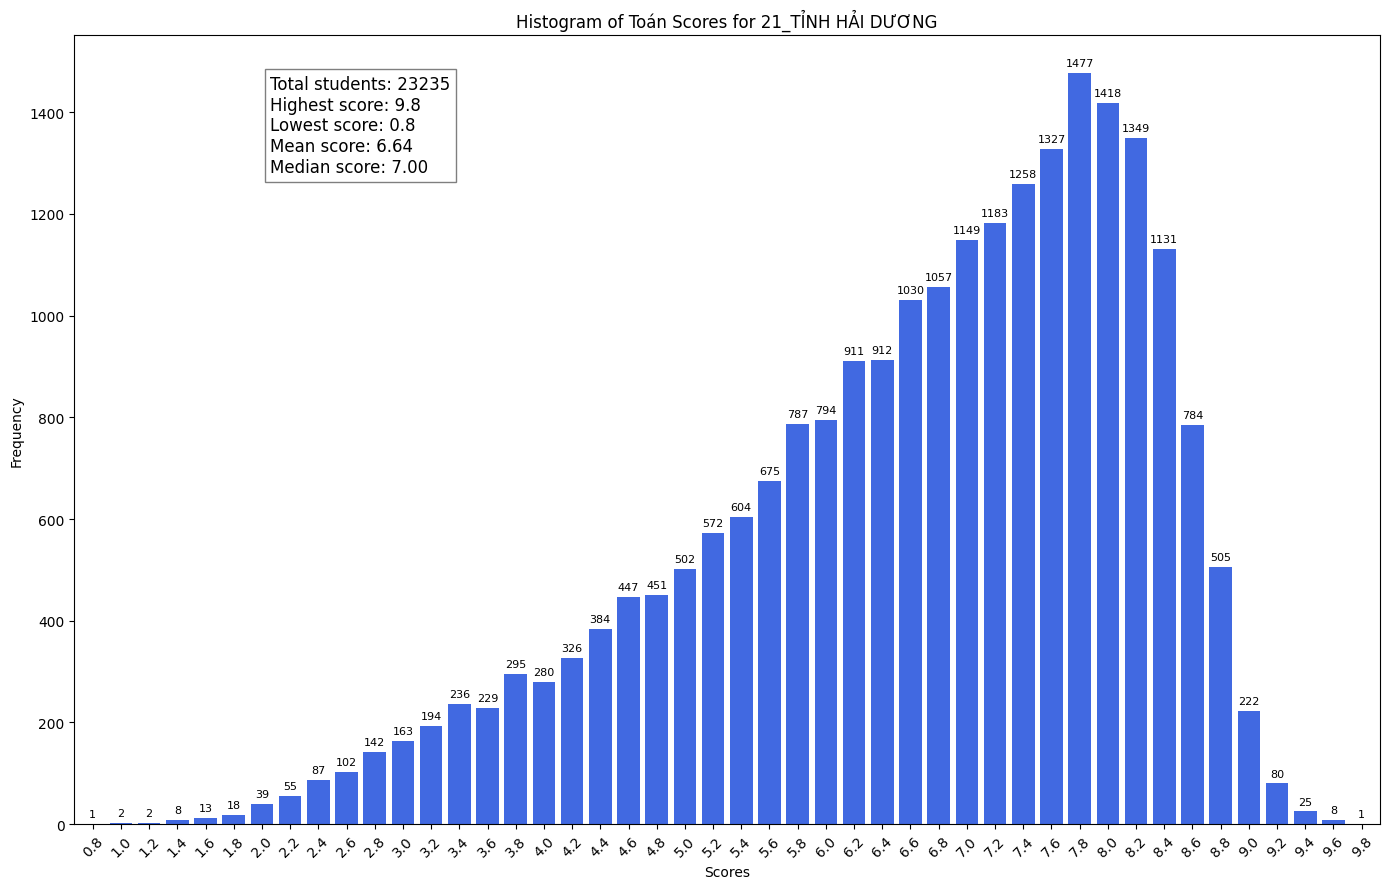 Histogram of Toán Scores for 21_TỈNH HẢI DƯƠNG
Total students: 23235
Highest score: 9.8
Lowest score: 0.8
Mean score: 6.64
Median score: 7.00
Frequency
1400
1200
1000
800
600
400
200
0
1 2 2 8 13 18 39 55 87 102 142 163 194 236 229 295 280 326 384 447 451 502 572 604 675 787 794 911 912 1030 1057 1149 1183 1258 1327 1477 1418 1349 1131 784 505 222 80 25 8 1
0.8 1.0 1.2 1.4 1.6 1.8 2.0 2.2 2.4 2.6 2.8 3.0 3.2 3.4 3.6 3.8 4.0 4.2 4.4 4.6 4.8 5.0 5.2 5.4 5.6 5.8 6.0 6.2 6.4 6.6 6.8 7.0 7.2 7.4 7.6 7.8 8.0 8.2 8.4 8.6 8.8 9.0 9.2 9.4 9.6 9.8
Scores